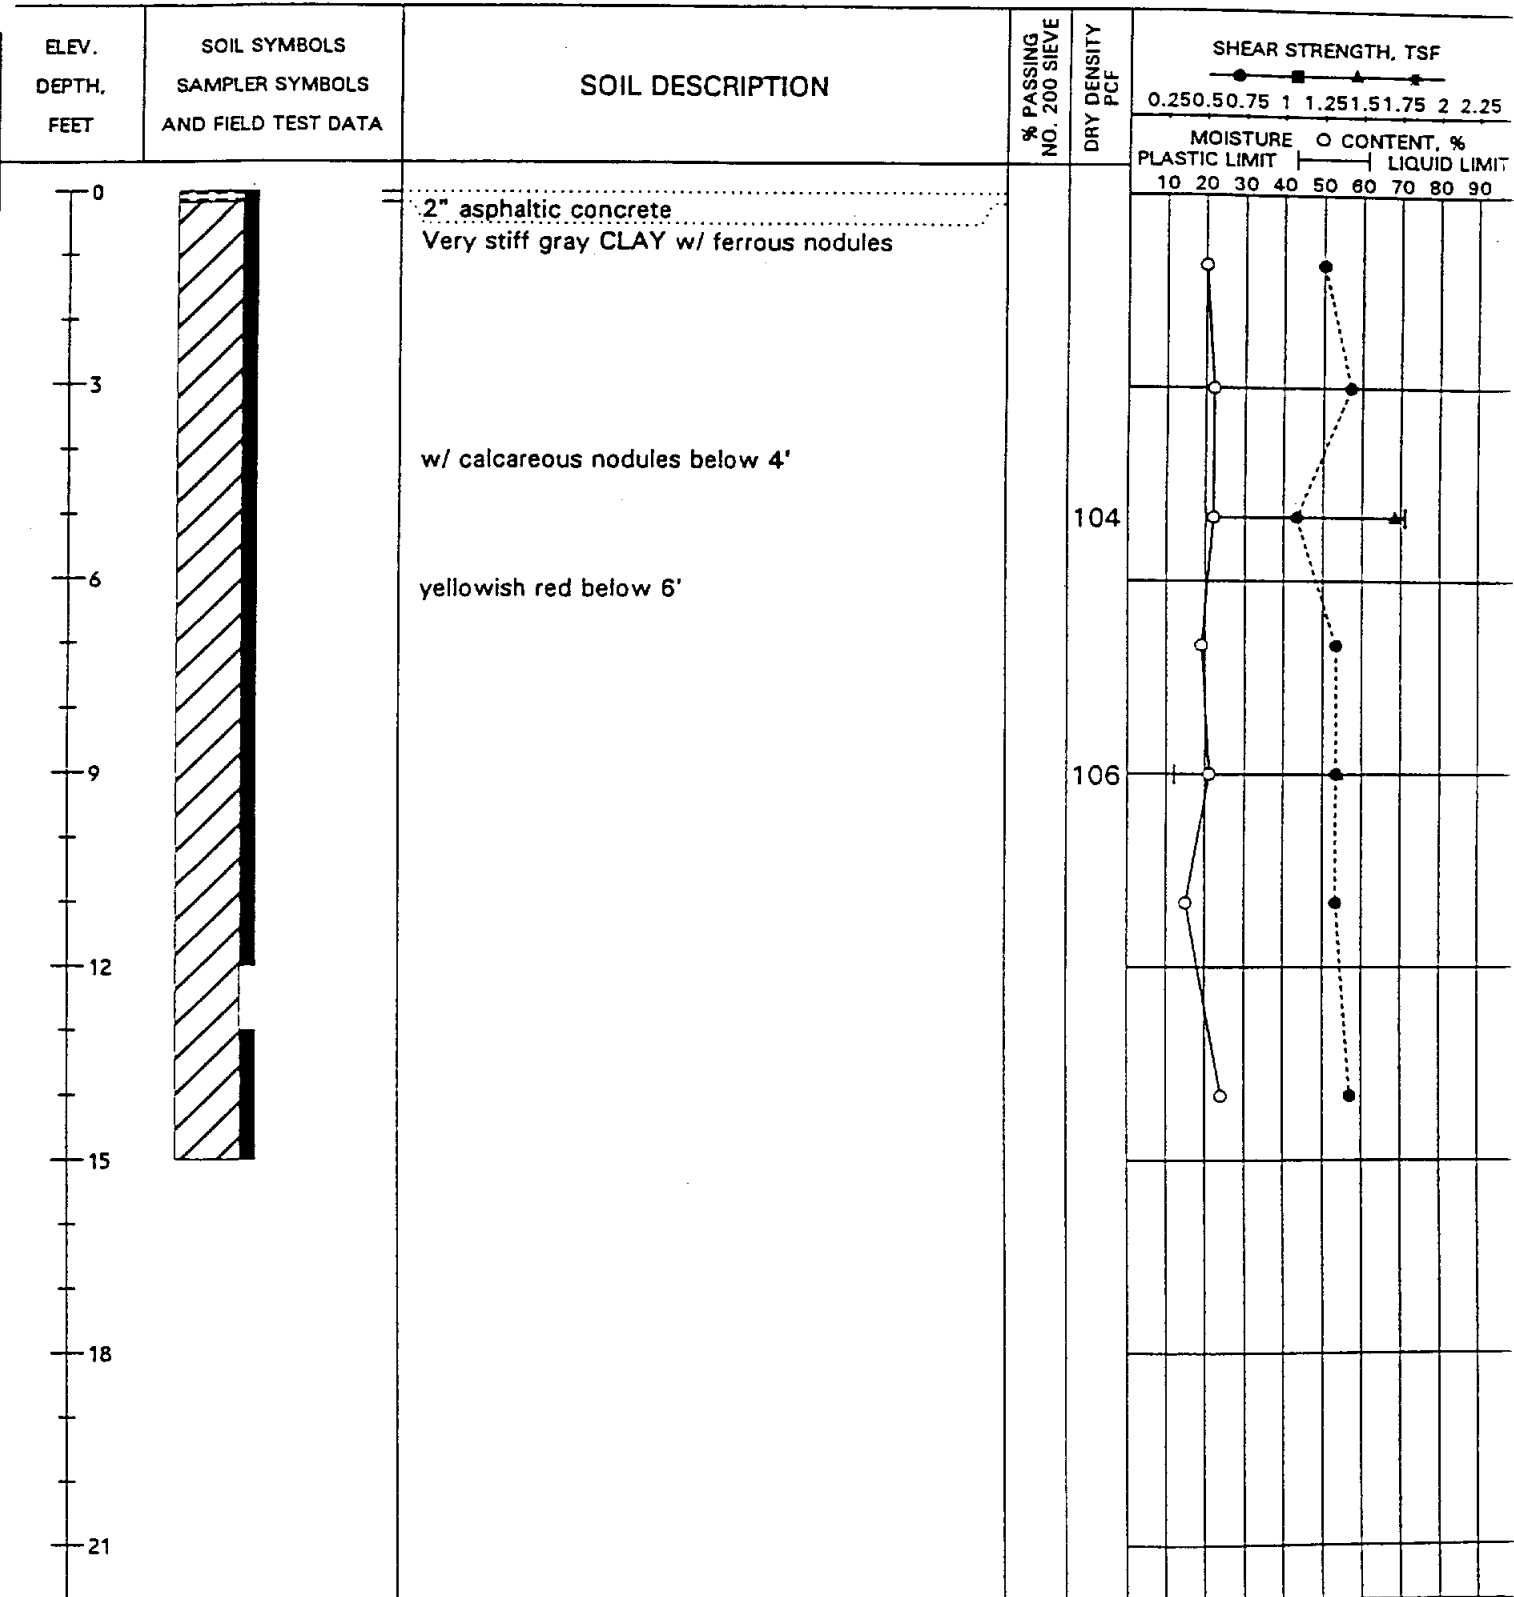 ELEV.
DEPTH,
FEET
SOIL SYMBOLS
SAMPLER SYMBOLS
AND FIELD TEST DATA
SOIL DESCRIPTION
% PASSING
NO. 200 SIEVE
DRY DENSITY
PCF
SHEAR STRENGTH, TSF
0.25 0.5 0.75 1 1.25 1.5 1.75 2 2.25
MOISTURE CONTENT, %
PLASTIC LIMIT LIQUID LIMIT
10 20 30 40 50 60 70 80 90
0
2" asphaltic concrete
Very stiff gray CLAY w/ ferrous nodules
3
w/ calcareous nodules below 4'
104
6
yellowish red below 6'
9
106
12
15
18
21